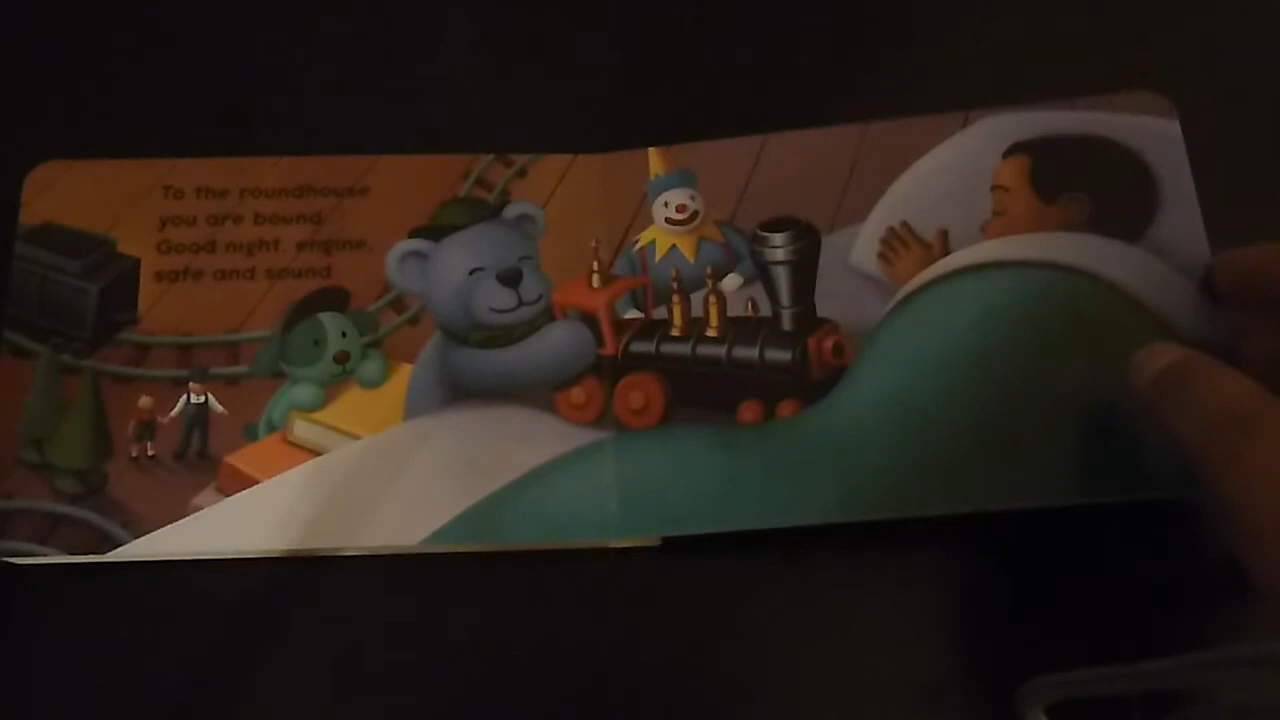 To the roundhouse
you are bound.
Good night, engine,
safe and sound